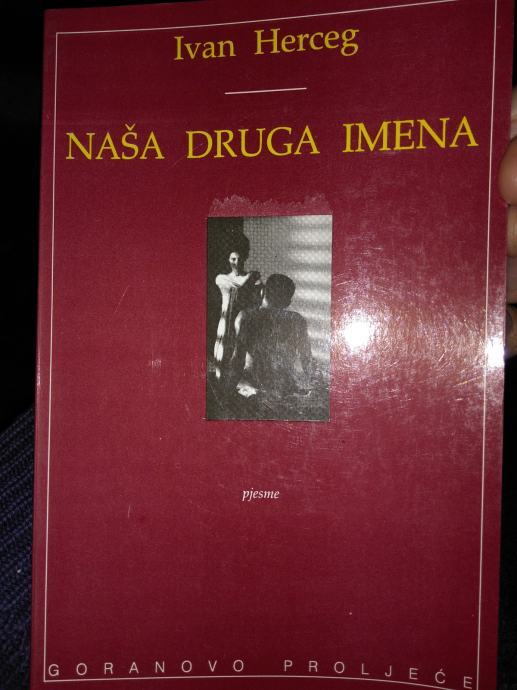 Ivan Herceg
NAŠA DRUGA IMENA
pjesme
GORANOVO PROLJEĆE